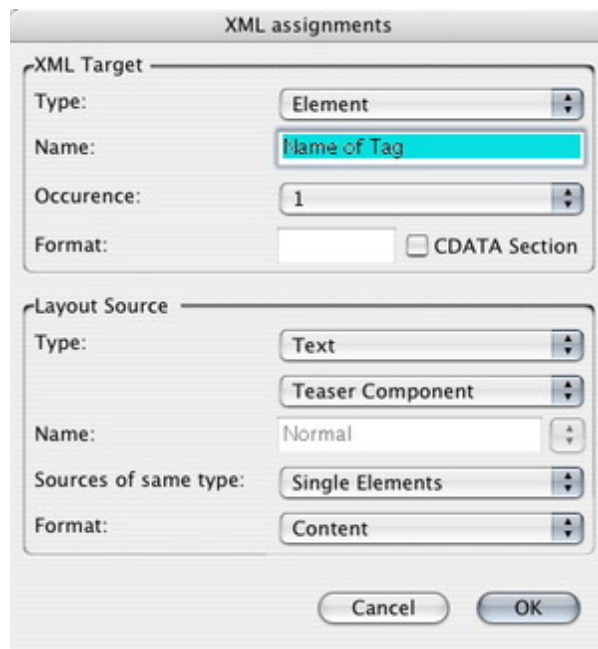 XML assignments
XML Target
Type: Element
Name: Name of Tag
Occurence: 1
Format: CDATA Section
Layout Source
Type: Text
Teaser Component
Name: Normal
Sources of same type: Single Elements
Format: Content
Cancel OK